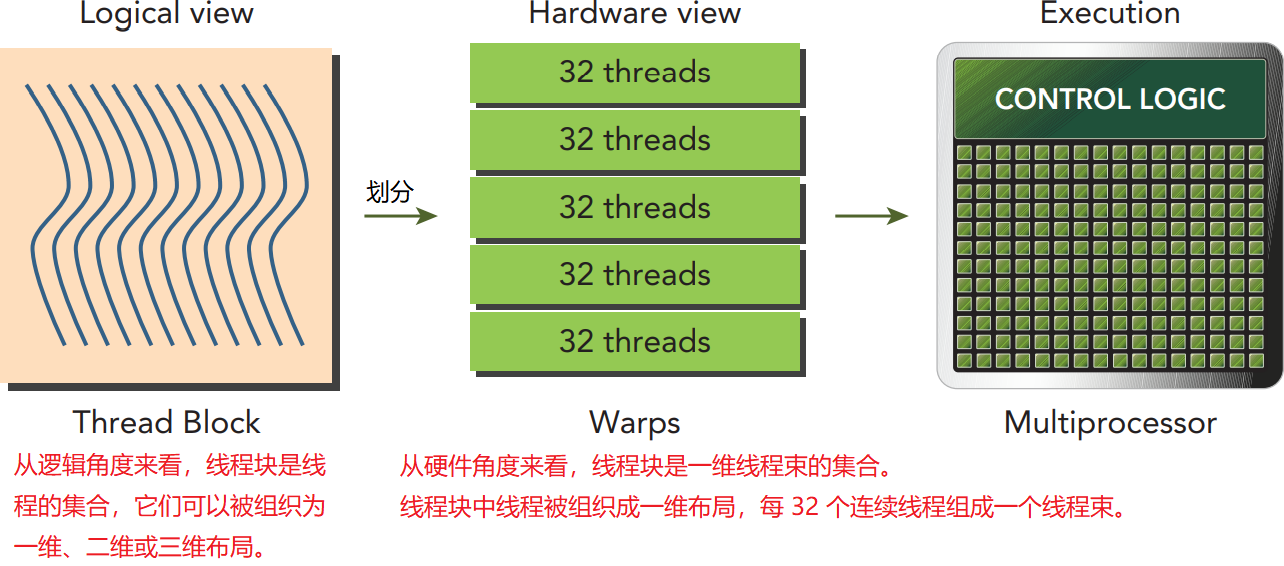 Logical view
Hardware view
Execution
32 threads
32 threads
32 threads
32 threads
32 threads
划分
CONTROL LOGIC
Thread Block
Warps
Multiprocessor
从逻辑角度来看，线程块是线
程的集合，它们可以被组织为
一维、二维或三维布局。
从硬件角度来看，线程块是一维线程束的集合。
线程块中线程被组织成一维布局，每 32 个连续线程组成一个线程束。